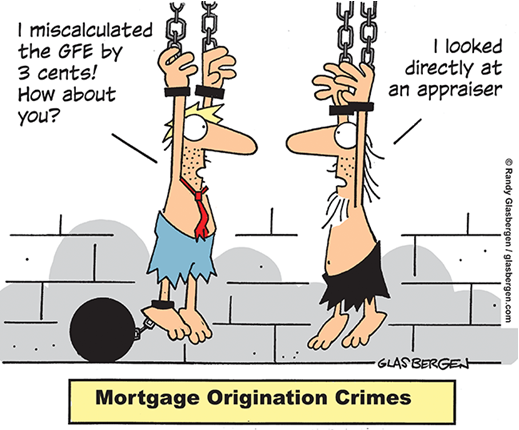 I miscalculated
the GFE by
3 cents!
How about
you?
I looked
directly at
an appraiser
© Randy Glasbergen / glasbergen.com
GLASBERGEN
Mortgage Origination Crimes